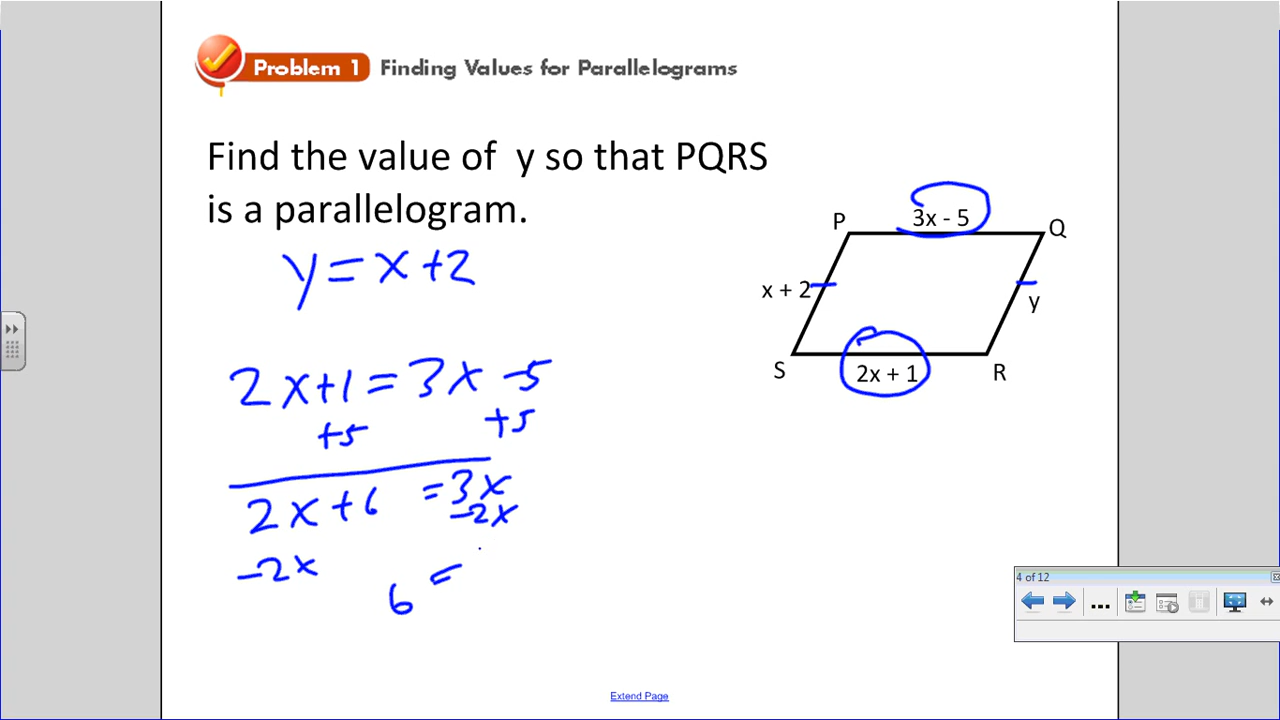 Problem 1 Finding Values for Parallelograms
Find the value of y so that PQRS
is a parallelogram.
y = x + 2
2x + 1 = 3x - 5
+5 +5
2x + 6 = 3x
-2x
-2x
6 =
3x - 5
P
Q
x + 2
y
S
2x + 1
R
4 of 12
...
Extend Page